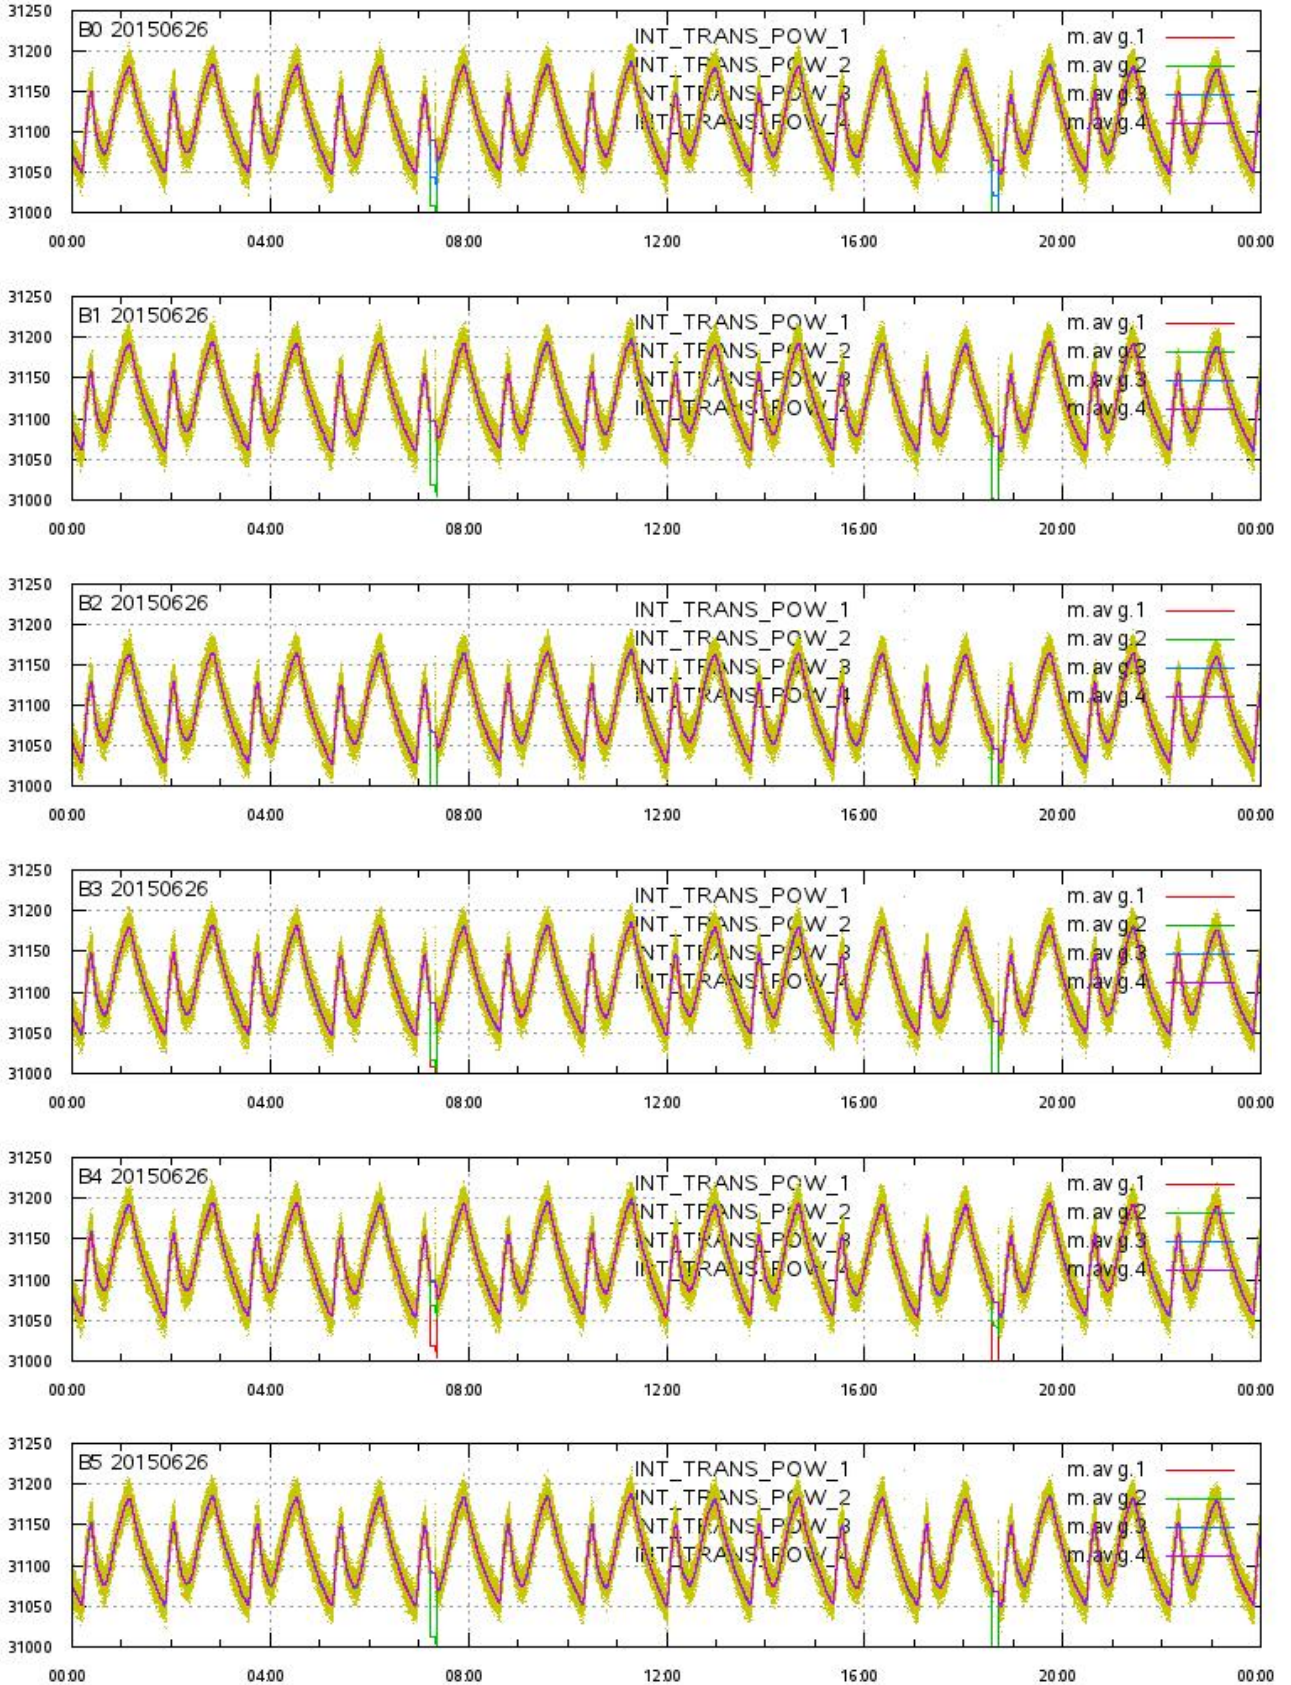 31250
B0 20150626 INT_TRANS_POW_1 m.avg.1
31200
INT_TRANS_POW_2 m.avg.2
31150
INT_TRANS_POW_3 m.avg.3
31100
INT_TRANS_POW_4 m.avg.4
31050
31000
00:00 04:00 08:00 12:00 16:00 20:00 00:00
31250
B1 20150626 INT_TRANS_POW_1 m.avg.1
31200
INT_TRANS_POW_2 m.avg.2
31150
INT_TRANS_POW_3 m.avg.3
31100
INT_TRANS_POW_4 m.avg.4
31050
31000
00:00 04:00 08:00 12:00 16:00 20:00 00:00
31250
B2 20150626 INT_TRANS_POW_1 m.avg.1
31200
INT_TRANS_POW_2 m.avg.2
31150
INT_TRANS_POW_3 m.avg.3
31100
INT_TRANS_POW_4 m.avg.4
31050
31000
00:00 04:00 08:00 12:00 16:00 20:00 00:00
31250
B3 20150626 INT_TRANS_POW_1 m.avg.1
31200
INT_TRANS_POW_2 m.avg.2
31150
INT_TRANS_POW_3 m.avg.3
31100
INT_TRANS_POW_4 m.avg.4
31050
31000
00:00 04:00 08:00 12:00 16:00 20:00 00:00
31250
B4 20150626 INT_TRANS_POW_1 m.avg.1
31200
INT_TRANS_POW_2 m.avg.2
31150
INT_TRANS_POW_3 m.avg.3
31100
INT_TRANS_POW_4 m.avg.4
31050
31000
00:00 04:00 08:00 12:00 16:00 20:00 00:00
31250
B5 20150626 INT_TRANS_POW_1 m.avg.1
31200
INT_TRANS_POW_2 m.avg.2
31150
INT_TRANS_POW_3 m.avg.3
31100
INT_TRANS_POW_4 m.avg.4
31050
31000
00:00 04:00 08:00 12:00 16:00 20:00 00:00